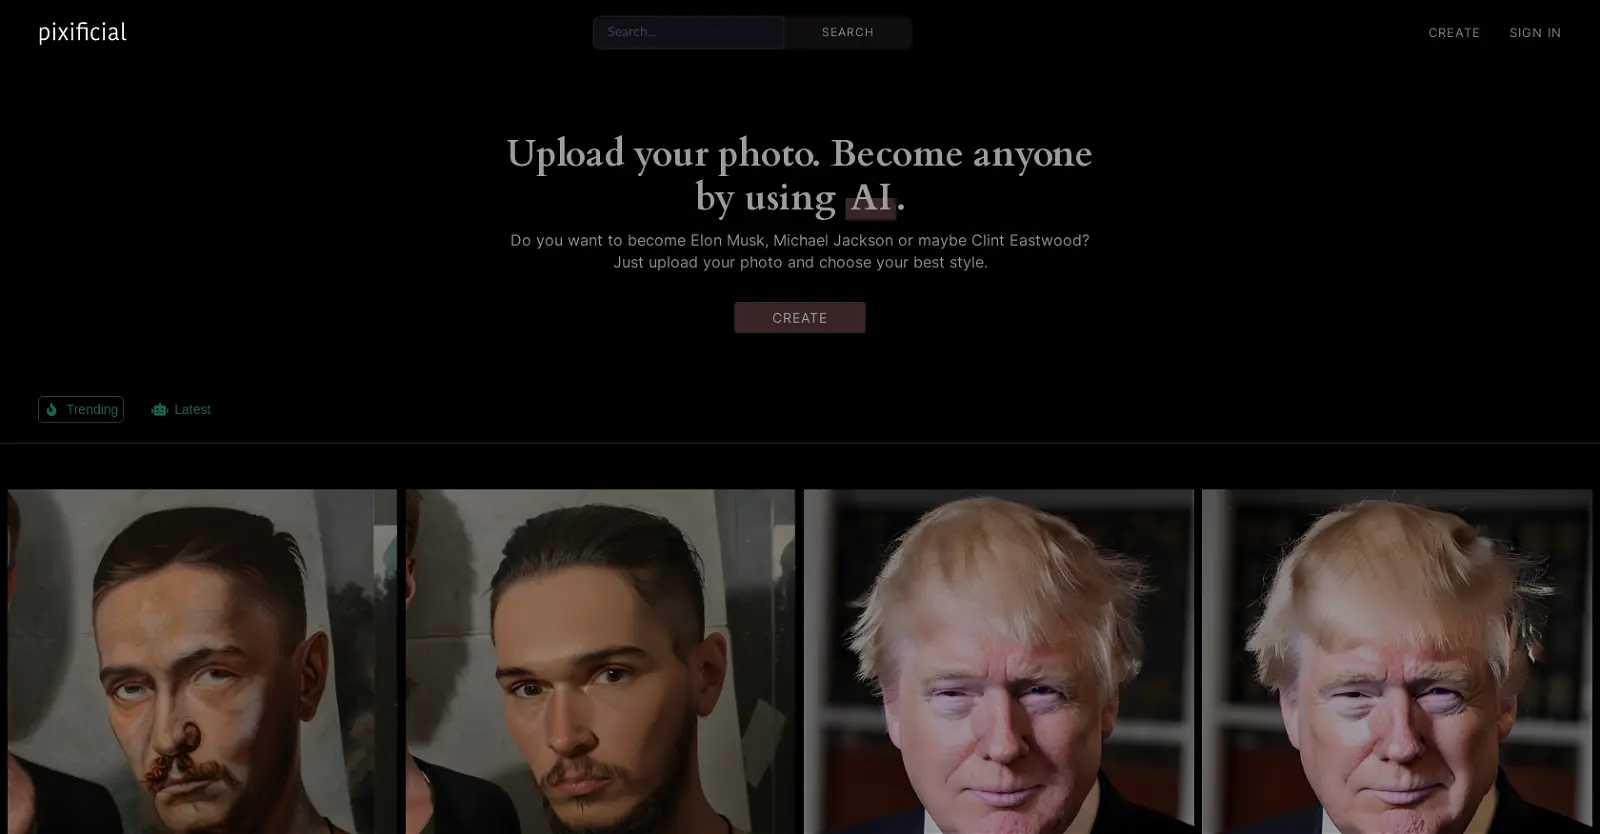 pixificial
Search...
SEARCH
CREATE
SIGN IN
Upload your photo. Become anyone
by using AI.
Do you want to become Elon Musk, Michael Jackson or maybe Clint Eastwood?
Just upload your photo and choose your best style.
CREATE
Trending
Latest